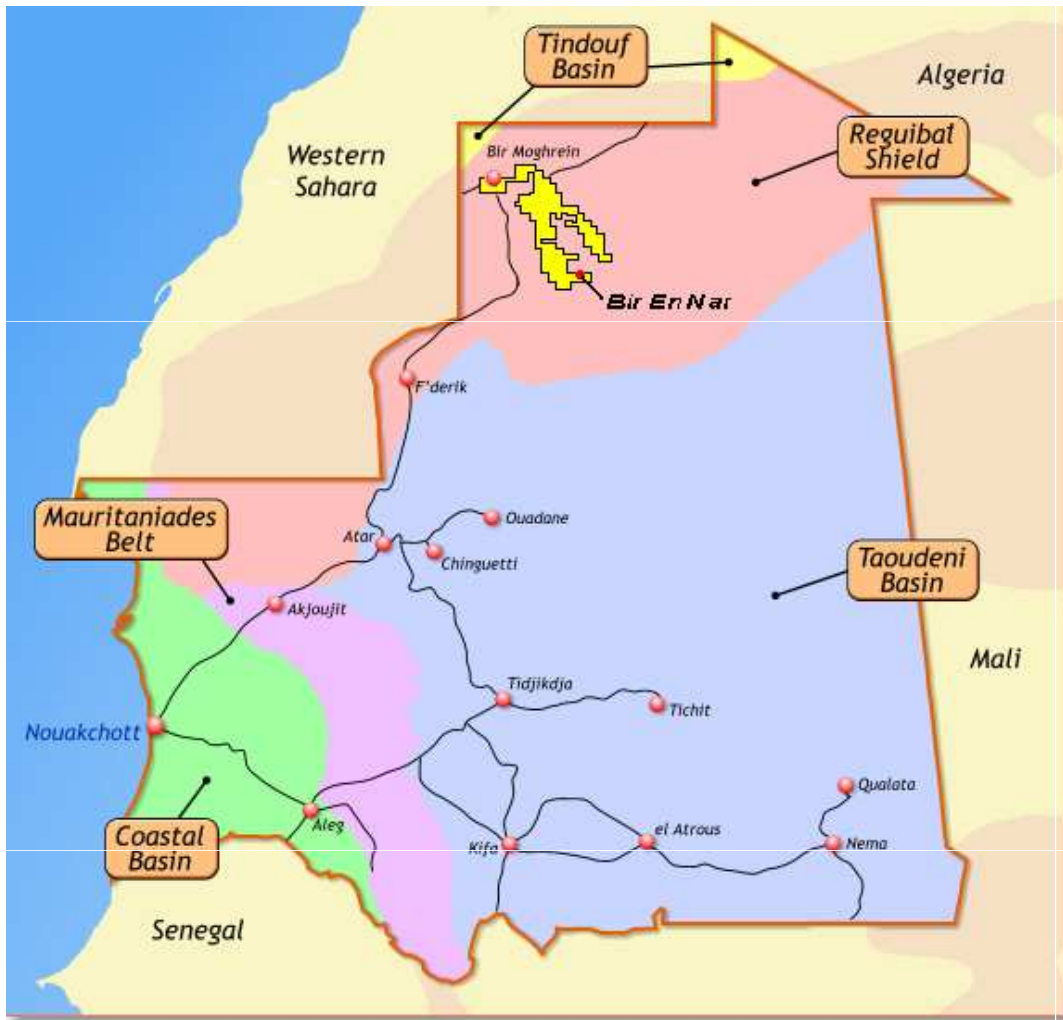 Tindouf
Basin
Algeria
Reguibat
Shield
Western
Sahara
Bir Moghrein
Bir En Nar
F'derik
Mauritaniades
Belt
Ouadane
Atar
Chinguetti
Taoudeni
Basin
Akjoujit
Mali
Tidjikdja
Tichit
Nouakchott
Qualata
Aleg
el Atrous
Coastal
Basin
Kifa
Nema
Senegal